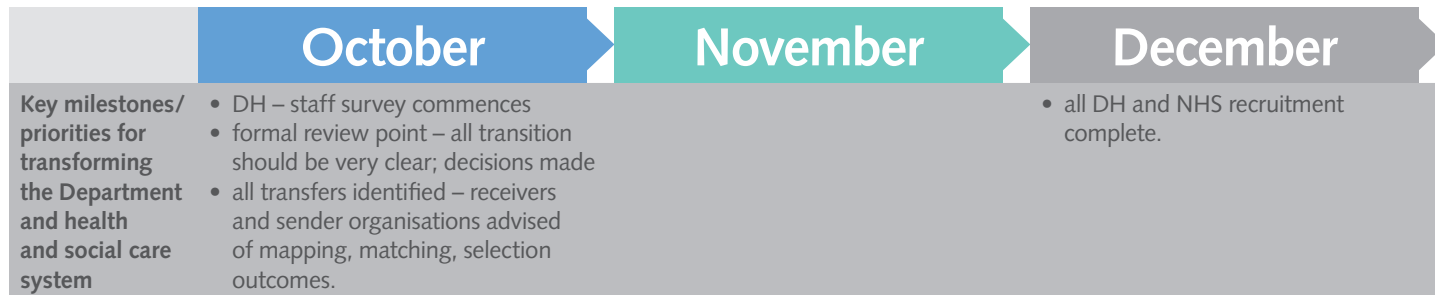 October
November
December
Key milestones/
priorities for
transforming
the Department
and health
and social care
system
• DH – staff survey commences
• formal review point – all transition
should be very clear; decisions made
• all transfers identified – receivers
and sender organisations advised
of mapping, matching, selection
outcomes.
• all DH and NHS recruitment
complete.